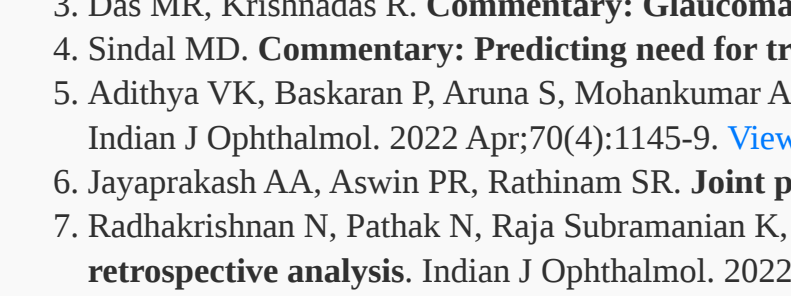 3. Das MR, Krishnadas R. Commentary: Glaucoma
4. Sindal MD. Commentary: Predicting need for tr
5. Adithya VK, Baskaran P, Aruna S, Mohankumar A
Indian J Ophthalmol. 2022 Apr;70(4):1145-9. View
6. Jayaprakash AA, Aswin PR, Rathinam SR. Joint p
7. Radhakrishnan N, Pathak N, Raja Subramanian K,
retrospective analysis. Indian J Ophthalmol. 2022